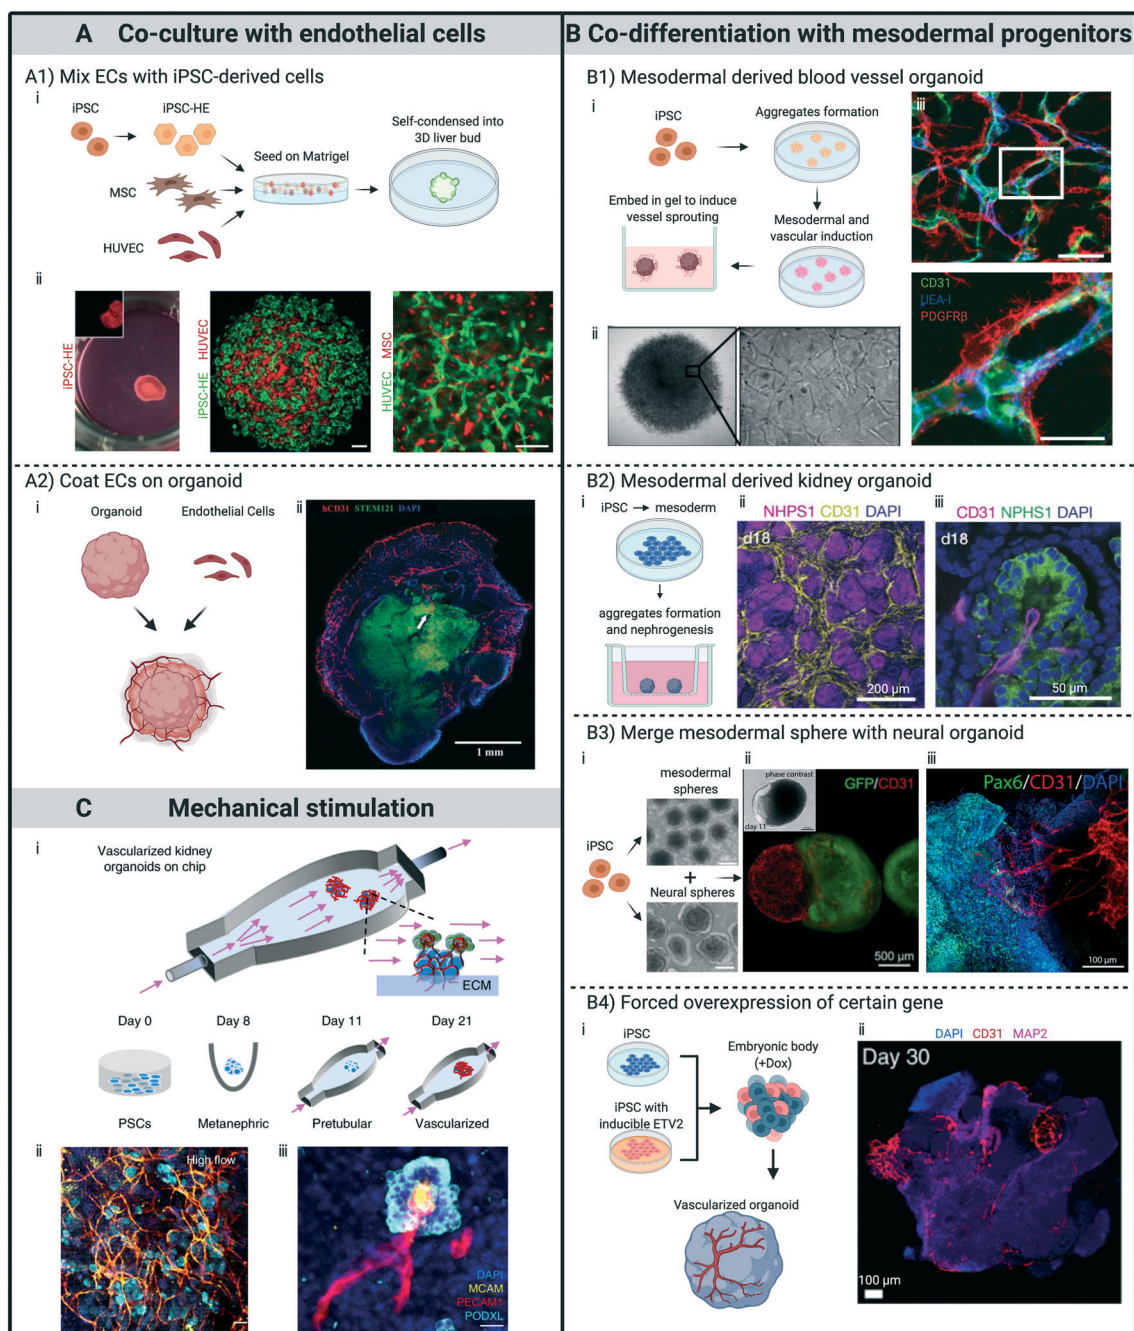 A Co-culture with endothelial cells
A1) Mix ECs with iPSC-derived cells
i
iPSC
iPSC-HE
MSC
HUVEC
Seed on Matrigel
Self-condensed into
3D liver bud
ii
iPSC-HE
iPSC-HE HUVEC
HUVEC MSC
A2) Coat ECs on organoid
i
Organoid
Endothelial Cells
ii
hCD31 STEM121 DAPI
1 mm
C Mechanical stimulation
i
Vascularized kidney
organoids on chip
ECM
Day 0
Day 8
Day 11
Day 21
PSCs
Metanephric
Pretubular
Vascularized
ii
High flow
iii
DAPI
MCAM
PECAM1
PODXL
B Co-differentiation with mesodermal progenitors
B1) Mesodermal derived blood vessel organoid
i
iPSC
Aggregates formation
Embed in gel to induce
vessel sprouting
Mesodermal and
vascular induction
ii
iii
CD31
UEA-I
PDGFRβ
B2) Mesodermal derived kidney organoid
i
iPSC mesoderm
aggregates formation
and nephrogenesis
ii
NHPS1 CD31 DAPI
d18
200 µm
iii
CD31 NPHS1 DAPI
d18
50 µm
B3) Merge mesodermal sphere with neural organoid
i
mesodermal
spheres
iPSC
+
Neural spheres
ii
phase contrast
day 11
GFP/CD31
500 µm
iii
Pax6/CD31/DAPI
100 µm
B4) Forced overexpression of certain gene
i
iPSC
iPSC with
inducible ETV2
Embryonic body
(+Dox)
Vascularized organoid
ii
DAPI CD31 MAP2
Day 30
100 µm